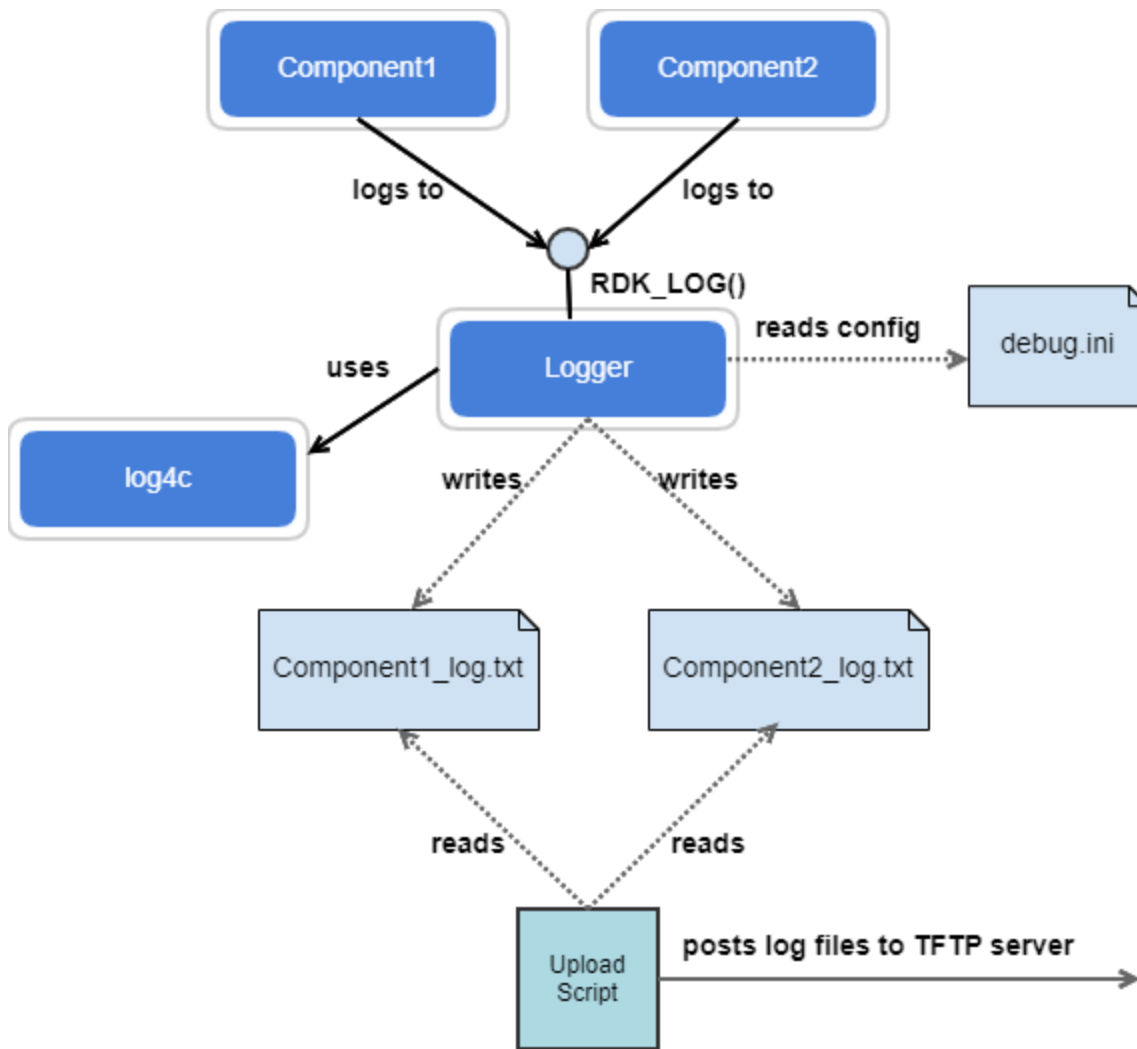 Component1
Component2
logs to
logs to
RDK_LOG()
reads config
debug.ini
Logger
uses
log4c
writes
writes
Component1_log.txt
Component2_log.txt
reads
reads
posts log files to TFTP server
Upload
Script